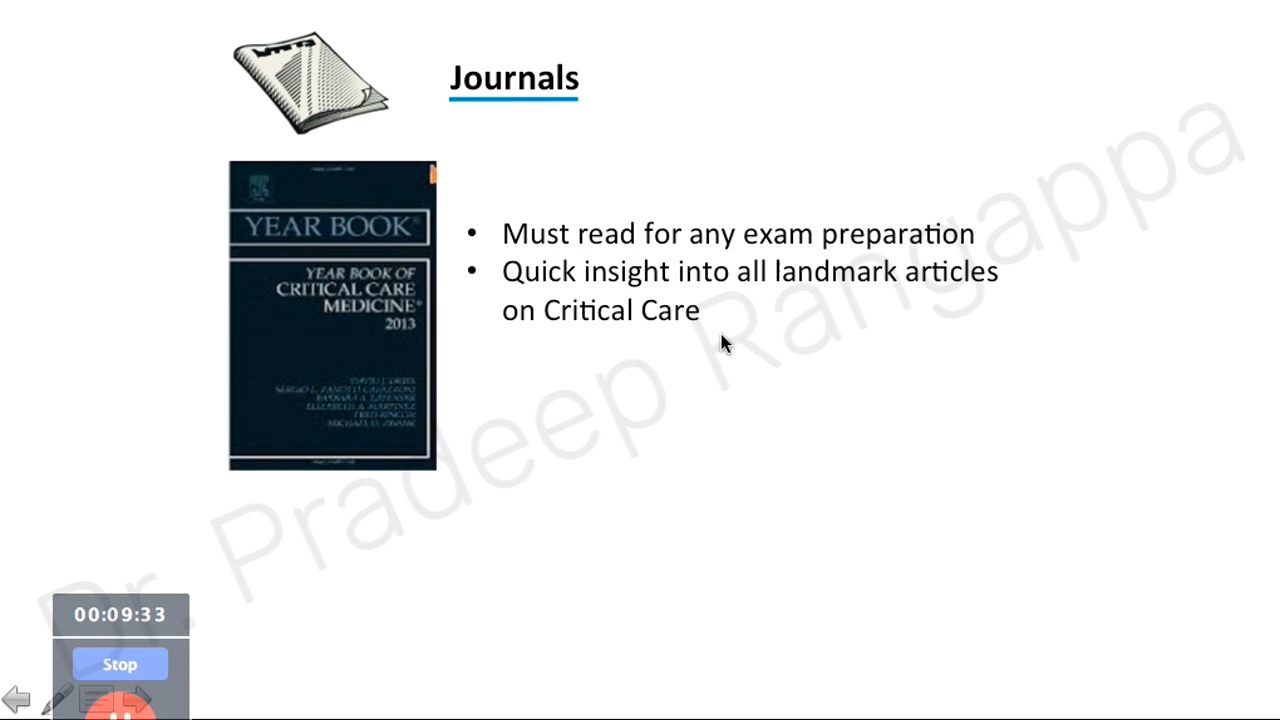 Journals
YEAR BOOK®
YEAR BOOK OF
CRITICAL CARE
MEDICINE®
2013
• Must read for any exam preparation
• Quick insight into all landmark articles
on Critical Care
Dr. Pradeep Rangappa
00:09:33
Stop